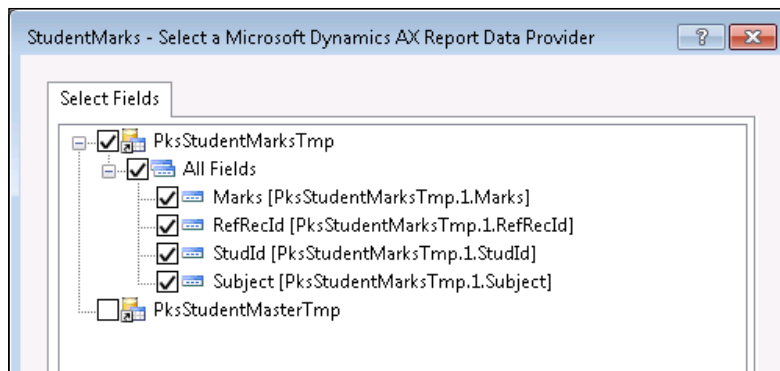 StudentMarks - Select a Microsoft Dynamics AX Report Data Provider
Select Fields
PksStudentMarksTmp
All Fields
Marks [PksStudentMarksTmp.1.Marks]
RefRecId [PksStudentMarksTmp.1.RefRecId]
StudId [PksStudentMarksTmp.1.StudId]
Subject [PksStudentMarksTmp.1.Subject]
PksStudentMasterTmp